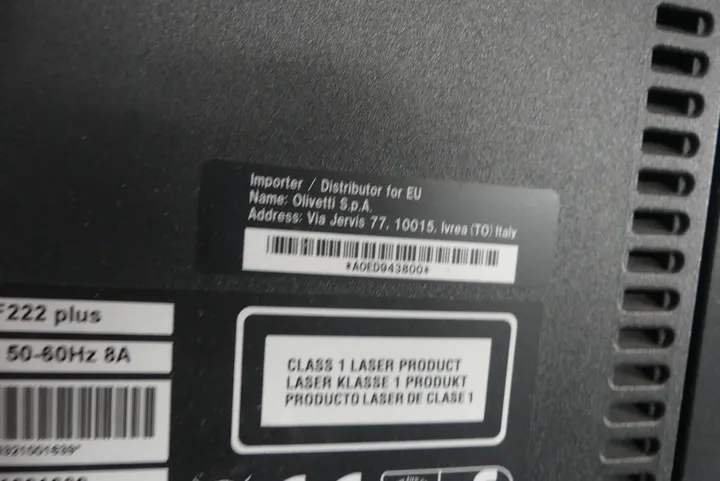 Importer / Distributor for EU
Name: Olivetti S.p.A.
Address: Via Jervis 77, 10015, Ivrea (TO) Italy
*A0ED943800*
F222 plus
50-60Hz 8A
CLASS 1 LASER PRODUCT
LASER KLASSE 1 PRODUKT
PRODUCTO LASER DE CLASE 1